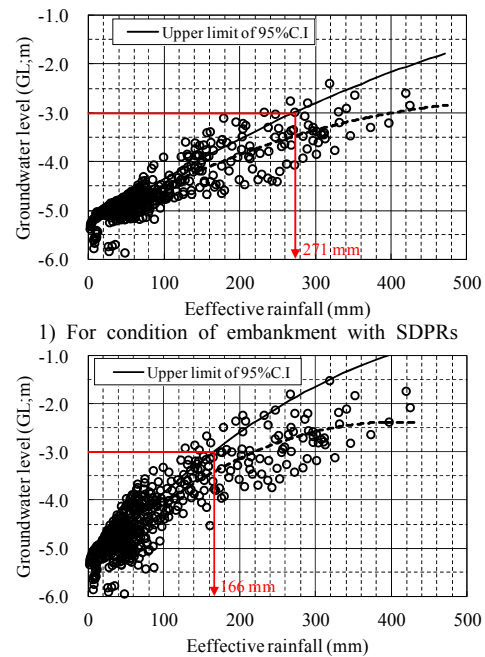 -1.0
Upper limit of 95%C.I
-2.0
-3.0
-4.0
-5.0
-6.0
Groundwater level (GL;m)
271 mm
0 100 200 300 400 500
Eeffective rainfall (mm)
1) For condition of embankment with SDPRs
-1.0
Upper limit of 95%C.I
-2.0
-3.0
-4.0
-5.0
-6.0
Groundwater level (GL;m)
166 mm
0 100 200 300 400 500
Eeffective rainfall (mm)